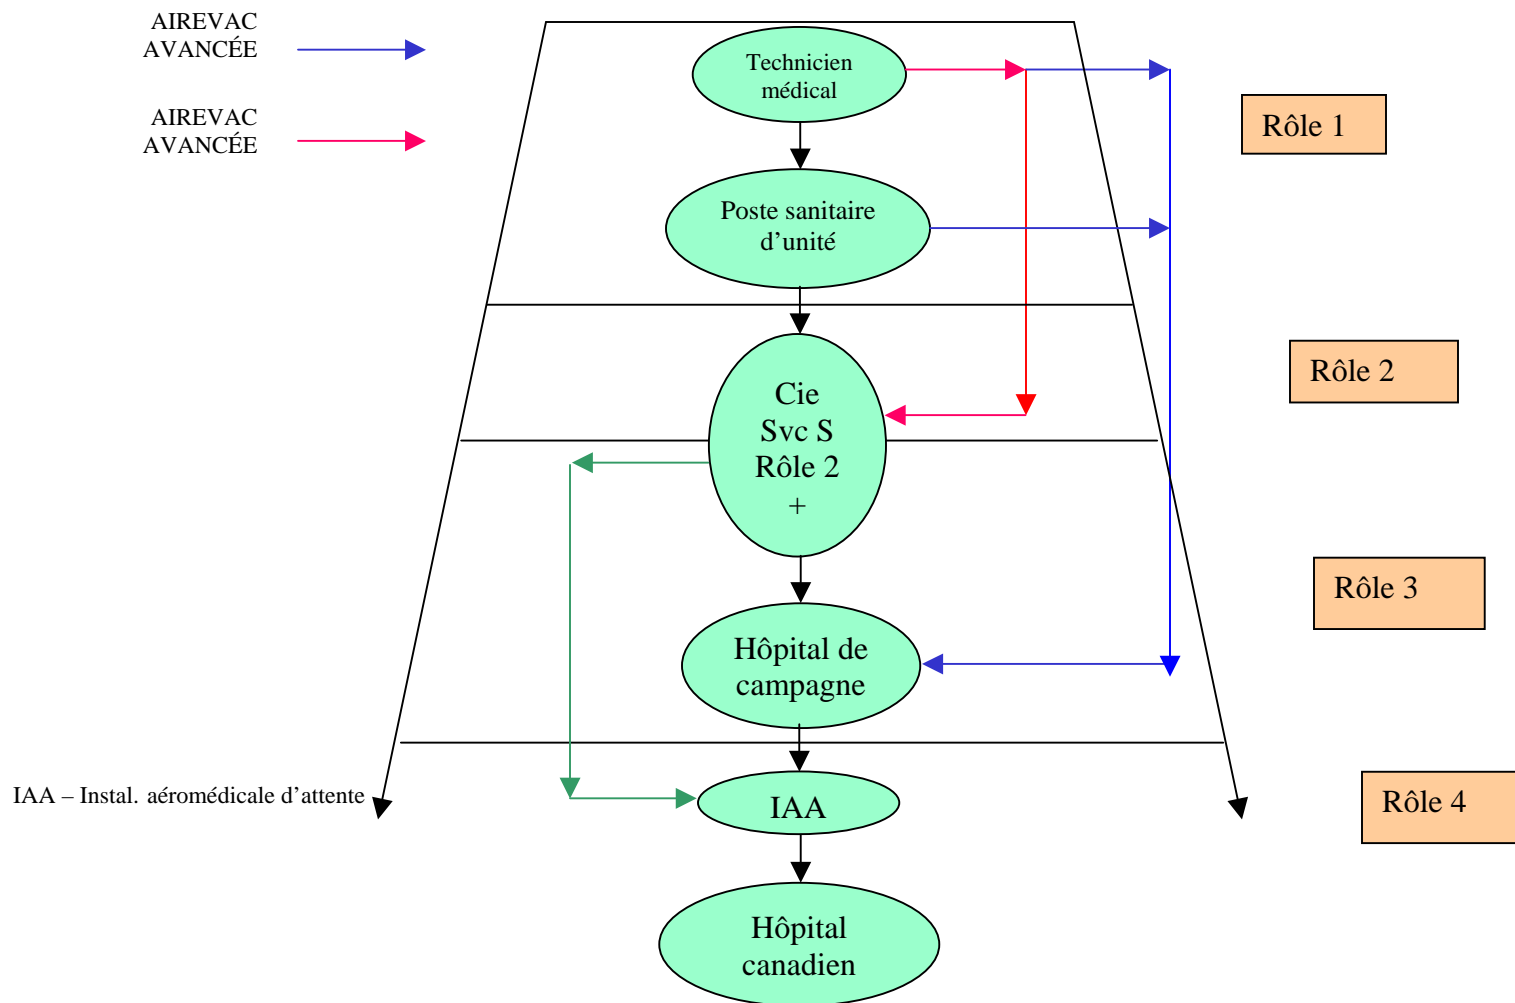 AIREVAC
AVANCÉE
AIREVAC
AVANCÉE
Technicien
médical
Rôle 1
Poste sanitaire
d’unité
Rôle 2
Cie
Svc S
Rôle 2
+
Rôle 3
Hôpital de
campagne
IAA – Instal. aéromédicale d’attente
IAA
Rôle 4
Hôpital
canadien